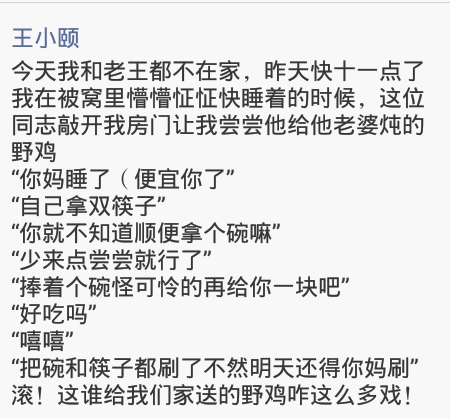 王小颐
今天我和老王都不在家，昨天快十一点了
我在被窝里懵懵怔怔快睡着的时候，这位
同志敲开我房门让我尝尝他给他老婆炖的
野鸡
“你妈睡了（便宜你了”
“自己拿双筷子”
“你就不知道顺便拿个碗嘛”
“少来点尝尝就行了”
“捧着个碗怪可怜的再给你一块吧”
“好吃吗”
“嘻嘻”
“把碗和筷子都刷了不然明天还得你妈刷”
滚！这谁给我们家送的野鸡咋这么多戏！